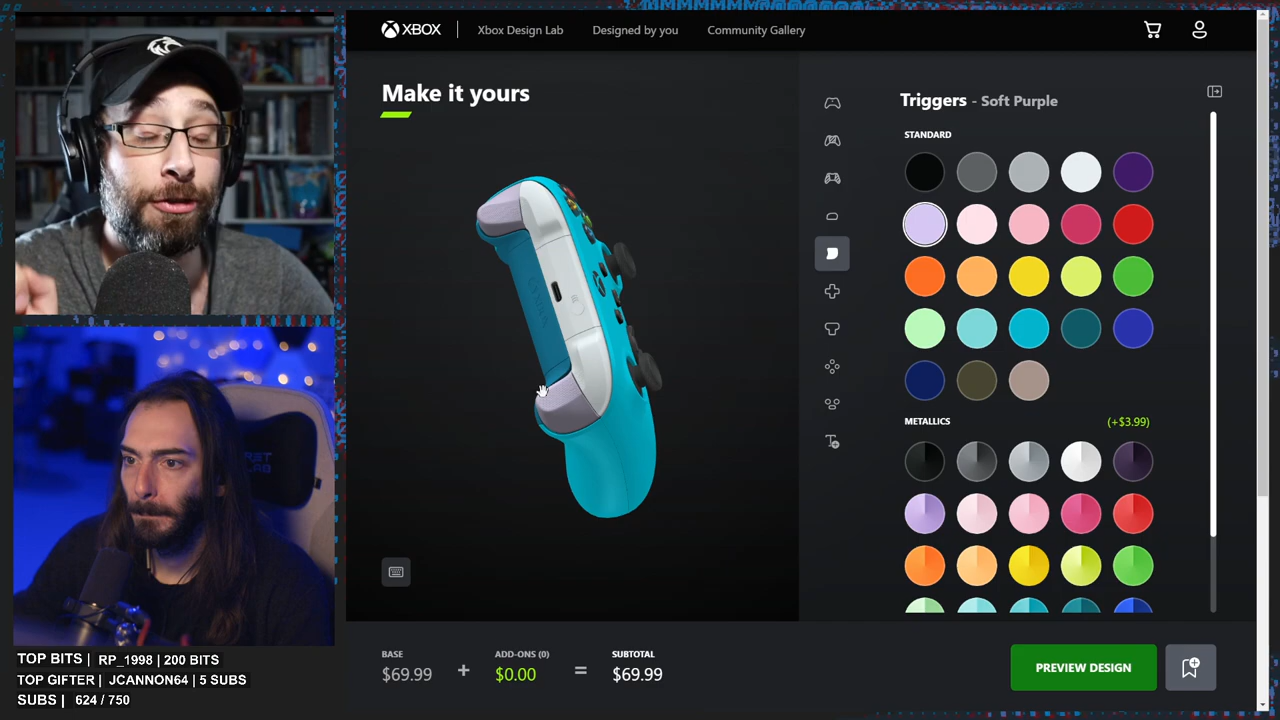 XBOX
Xbox Design Lab
Designed by you
Community Gallery
Make it yours
Triggers - Soft Purple
STANDARD
METALLICS
(+$3.99)
BASE
$69.99
+
ADD-ONS (0)
$0.00
=
SUBTOTAL
$69.99
PREVIEW DESIGN
TOP BITS | RP_1998 | 200 BITS
TOP GIFTER | JCANNON64 | 5 SUBS
SUBS | 624 / 750